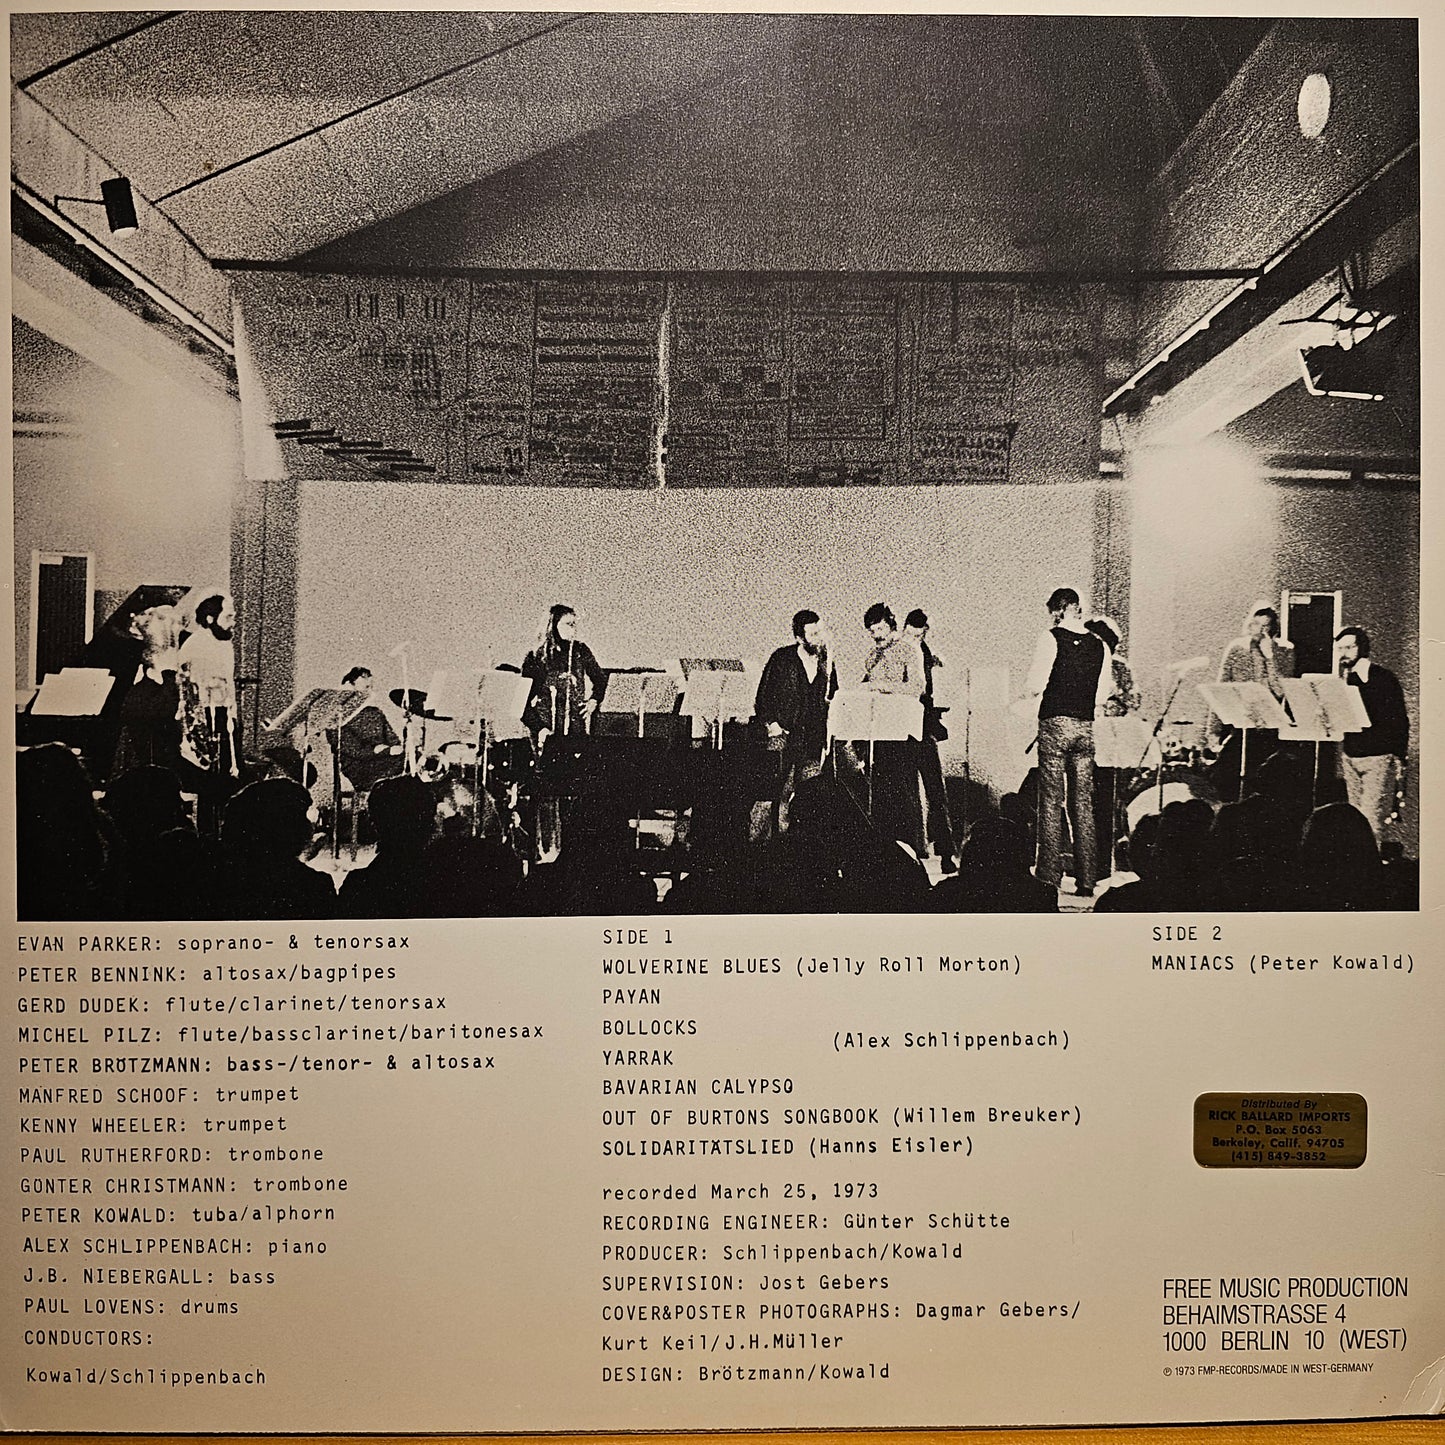 EVAN PARKER: soprano- & tenorsax
PETER BENNINK: altosax/bagpipes
GERD DUDEK: flute/clarinet/tenorsax
MICHEL PILZ: flute/bassclarinet/baritonesax
PETER BRÖTZMANN: bass-/tenor- & altosax
MANFRED SCHOOF: trumpet
KENNY WHEELER: trumpet
PAUL RUTHERFORD: trombone
GÜNTER CHRISTMANN: trombone
PETER KOWALD: tuba/alphorn
ALEX SCHLIPPENBACH: piano
J.B. NIEBERGALL: bass
PAUL LOVENS: drums
CONDUCTORS:
Kowald/Schlippenbach
SIDE 1
WOLVERINE BLUES (Jelly Roll Morton)
PAYAN
BOLLOCKS
(Alex Schlippenbach)
YARRAK
BAVARIAN CALYPSO
OUT OF BURTONS SONGBOOK (Willem Breuker)
SOLIDARITÄTSLIED (Hanns Eisler)
recorded March 25, 1973
RECORDING ENGINEER: Günter Schütte
PRODUCER: Schlippenbach/Kowald
SUPERVISION: Jost Gebers
COVER&POSTER PHOTOGRAPHS: Dagmar Gebers/
Kurt Keil/J.H.Müller
DESIGN: Brötzmann/Kowald
SIDE 2
MANIACS (Peter Kowald)
Distributed By
RICK BALLARD IMPORTS
P.O. Box 5063
Berkeley, Calif. 94705
(415) 849-3852
FREE MUSIC PRODUCTION
BEHAIMSTRASSE 4
1000 BERLIN 10 (WEST)
℗ 1973 FMP-RECORDS/MADE IN WEST-GERMANY